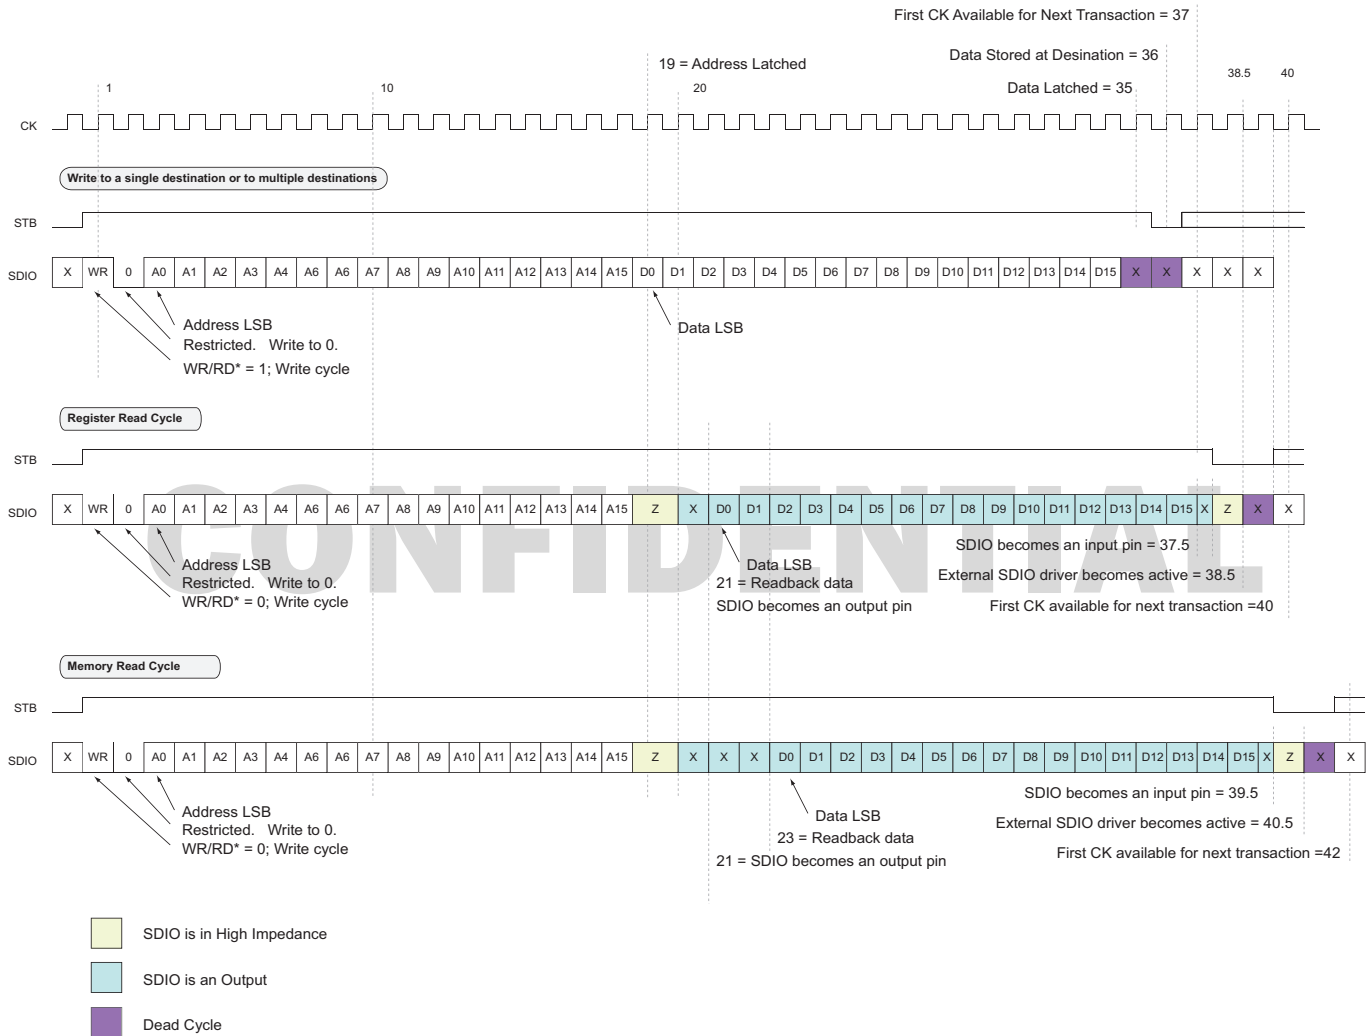 First CK Available for Next Transaction = 37
Data Stored at Desination = 36
19 = Address Latched
38.5 40
1 10 20 Data Latched = 35
CK
Write to a single destination or to multiple destinations
STB
SDIO X WR 0 A0 A1 A2 A3 A4 A6 A6 A7 A8 A9 A10 A11 A12 A13 A14 A15 D0 D1 D2 D3 D4 D5 D6 D7 D8 D9 D10 D11 D12 D13 D14 D15 X X X X X
Address LSB
Data LSB
Restricted. Write to 0.
WR/RD* = 1; Write cycle
Register Read Cycle
STB
CONFIDENTIAL
SDIO X WR 0 A0 A1 A2 A3 A4 A6 A6 A7 A8 A9 A10 A11 A12 A13 A14 A15 Z X D0 D1 D2 D3 D4 D5 D6 D7 D8 D9 D10 D11 D12 D13 D14 D15 X Z X X
SDIO becomes an input pin = 37.5
Address LSB
Data LSB
Restricted. Write to 0.
21 = Readback data
External SDIO driver becomes active = 38.5
WR/RD* = 0; Write cycle
SDIO becomes an output pin
First CK available for next transaction =40
Memory Read Cycle
STB
SDIO X WR 0 A0 A1 A2 A3 A4 A6 A6 A7 A8 A9 A10 A11 A12 A13 A14 A15 Z X X X D0 D1 D2 D3 D4 D5 D6 D7 D8 D9 D10 D11 D12 D13 D14 D15 X Z X X
SDIO becomes an input pin = 39.5
Address LSB
Data LSB
Restricted. Write to 0.
External SDIO driver becomes active = 40.5
23 = Readback data
WR/RD* = 0; Write cycle
First CK available for next transaction =42
21 = SDIO becomes an output pin
SDIO is in High Impedance
SDIO is an Output
Dead Cycle